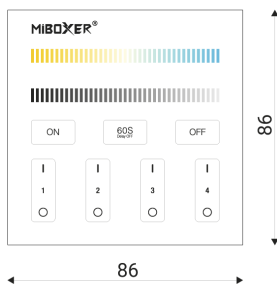 MiBOXER®
ON 60S OFF
Delay OFF
I I I I
1 2 3 4
O O O O
86
86